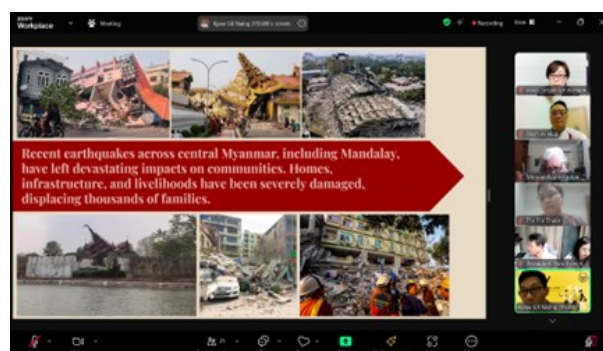 zoom
Workplace
Meeting
Recording
View
Recent earthquakes across central Myanmar, including Mandalay,
have left devastating impacts on communities. Homes,
infrastructure, and livelihoods have been severely damaged,
displacing thousands of families.